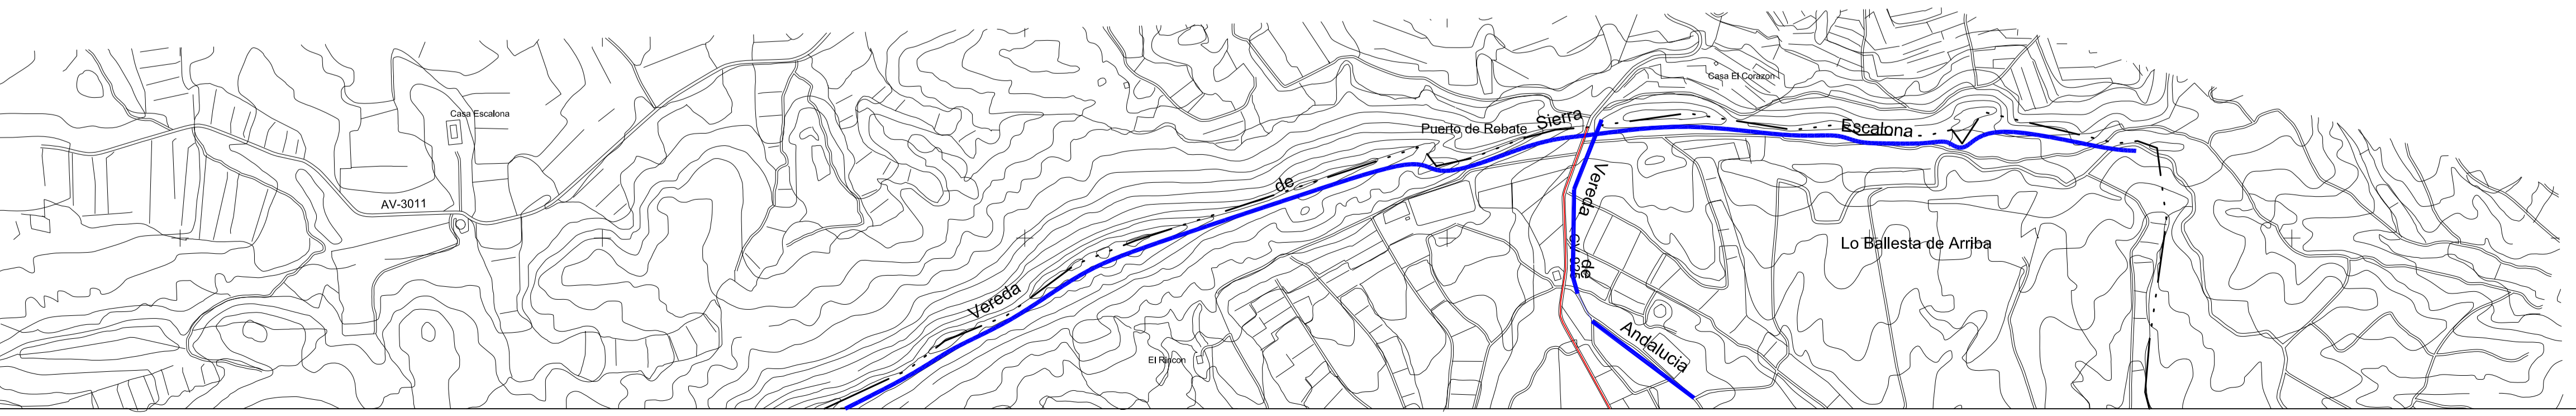 Casa El Corazon
Casa Escalona
Puerto de Rebate
Sierra
Escalona
de
Vereda
AV-3011
Vereda
de
Andalucia
Lo Ballesta de Arriba
El Rincon